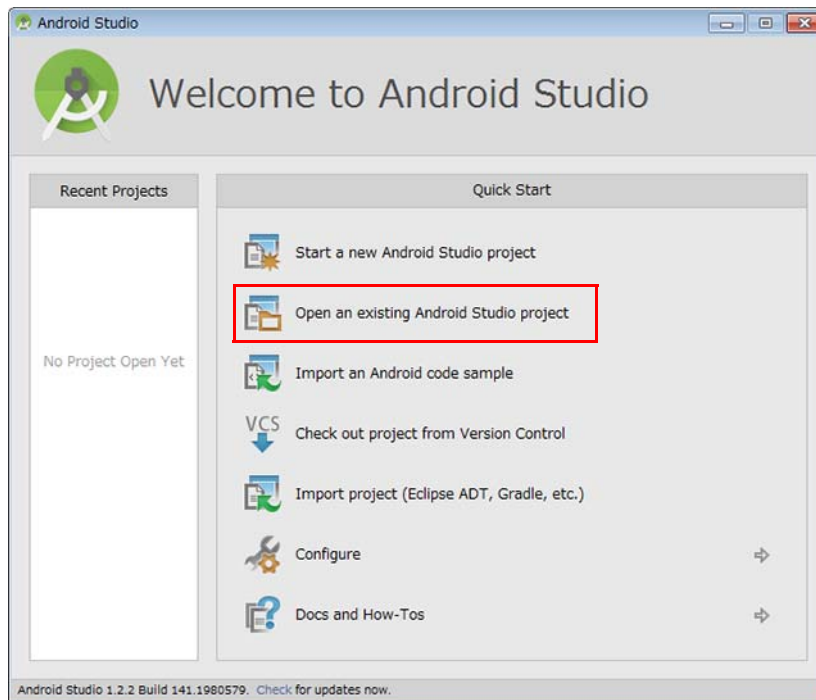 Android Studio
Welcome to Android Studio
Recent Projects
No Project Open Yet
Quick Start
Start a new Android Studio project
Open an existing Android Studio project
Import an Android code sample
VCS
Check out project from Version Control
Import project (Eclipse ADT, Gradle, etc.)
Configure
Docs and How-Tos
Android Studio 1.2.2 Build 141.1980579. Check for updates now.